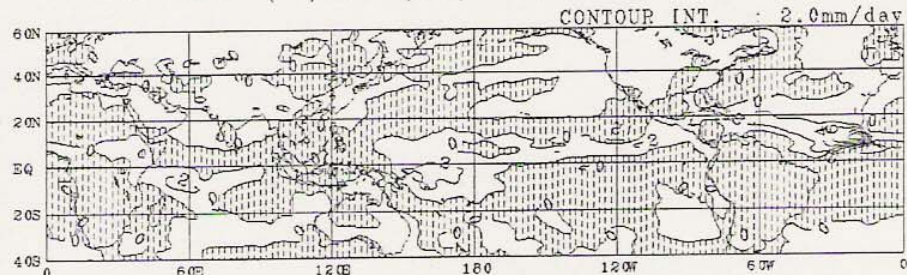 CONTOUR INT. : 2.0mm/day
60N
40N
20N
EQ
20S
40S
0 60E 120E 180 120W 60W 0